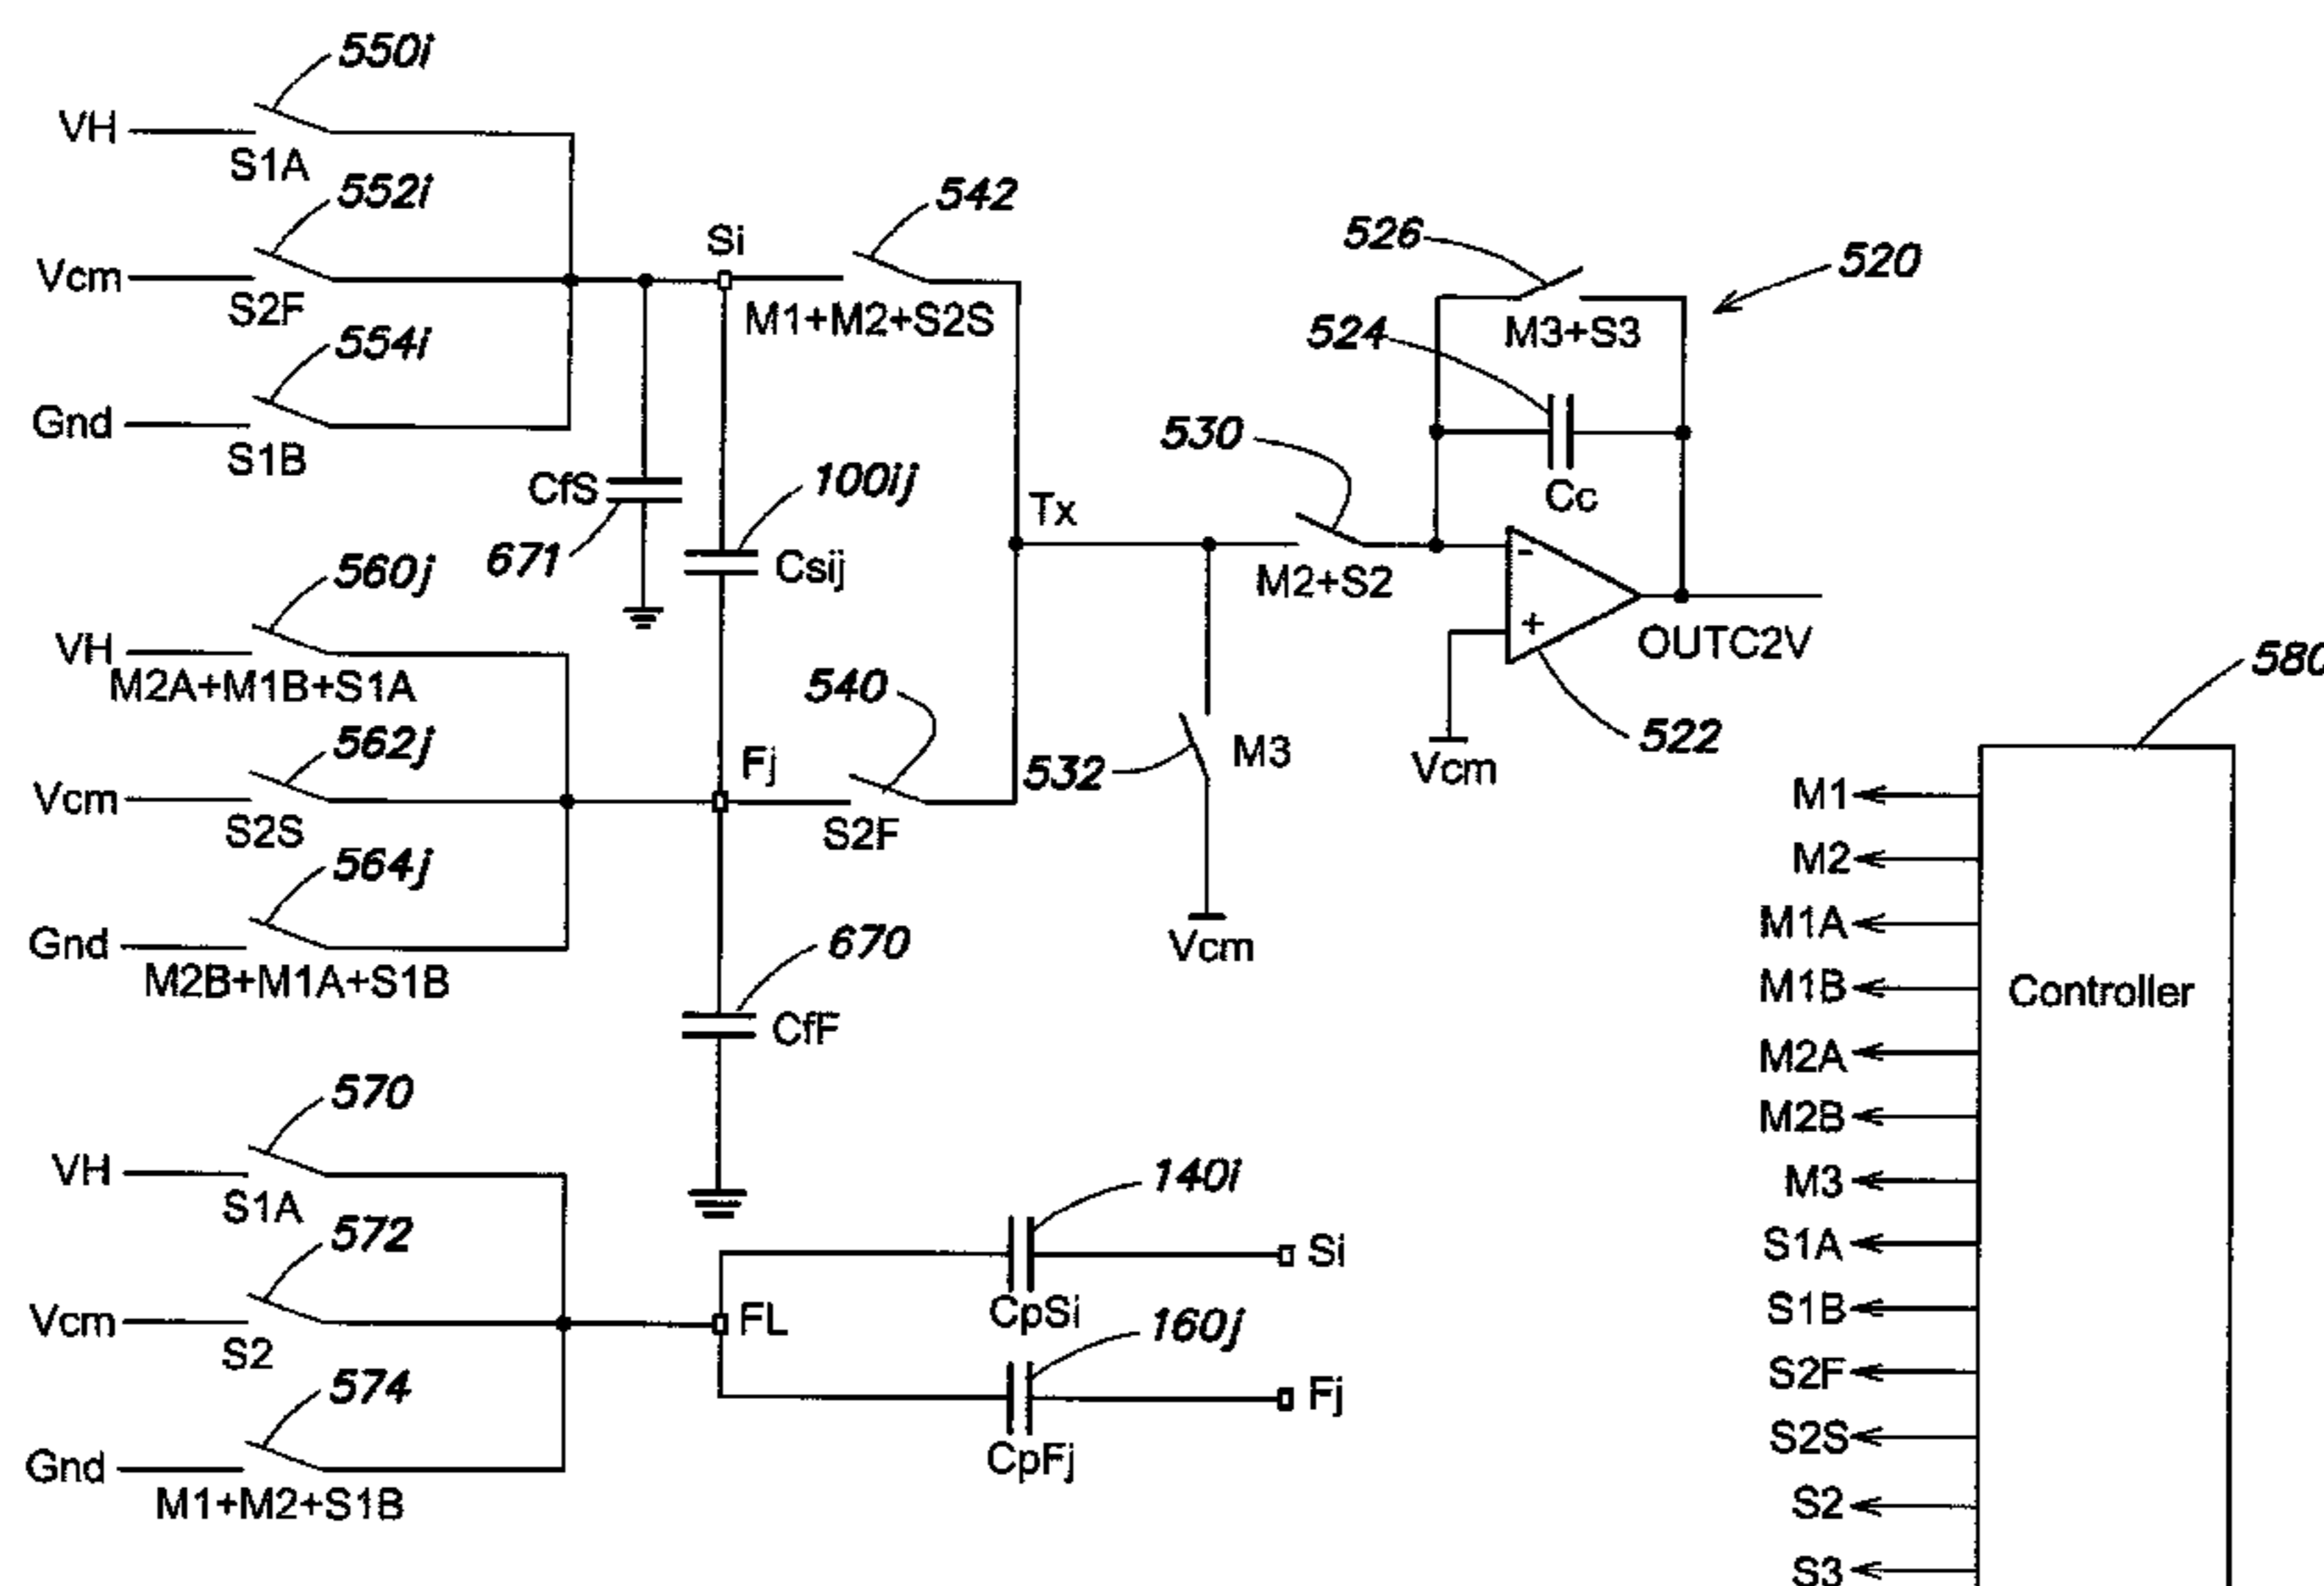 550i
VH
S1A
552i
Vcm
S2F
554i
Gnd
S1B
Si
542
M1+M2+S2S
CfS
671
100ij
Csij
Tx
526
520
M3+S3
524
Cc
530
M2+S2
-
+
OUTC2V
522
Vcm
560j
VH
M2A+M1B+S1A
562j
Vcm
S2S
564j
Gnd
M2B+M1A+S1B
Fj
540
S2F
532
M3
Vcm
670
CfF
570
VH
S1A
572
Vcm
S2
574
Gnd
M1+M2+S1B
FL
140i
CpSi
Si
160j
CpFj
Fj
580
Controller
M1
M2
M1A
M1B
M2A
M2B
M3
S1A
S1B
S2F
S2S
S2
S3